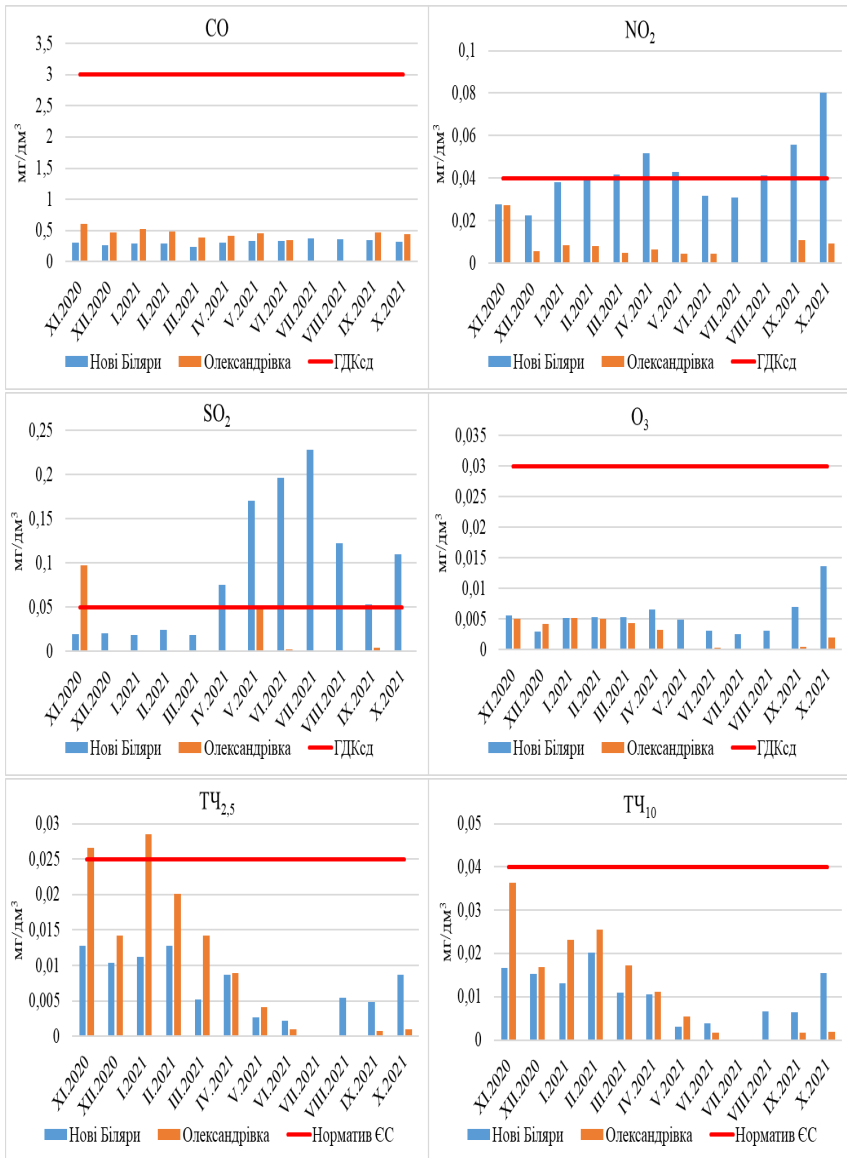 CO
3,5
3
2,5
2
1,5
1
0,5
0
мг/дм³
XI.2020 XII.2020 I.2021 II.2021 III.2021 IV.2021 V.2021 VI.2021 VII.2021 VIII.2021 IX.2021 X.2021
Нові Біляри Олександрівка ГДКсд
NO₂
0,1
0,08
0,06
0,04
0,02
0
мг/дм³
XI.2020 XII.2020 I.2021 II.2021 III.2021 IV.2021 V.2021 VI.2021 VII.2021 VIII.2021 IX.2021 X.2021
Нові Біляри Олександрівка ГДКсд
SO₂
0,25
0,2
0,15
0,1
0,05
0
мг/дм³
XI.2020 XII.2020 I.2021 II.2021 III.2021 IV.2021 V.2021 VI.2021 VII.2021 VIII.2021 IX.2021 X.2021
Нові Біляри Олександрівка ГДКсд
O₃
0,035
0,03
0,025
0,02
0,015
0,01
0,005
0
мг/дм³
XI.2020 XII.2020 I.2021 II.2021 III.2021 IV.2021 V.2021 VI.2021 VII.2021 VIII.2021 IX.2021 X.2021
Нові Біляри Олександрівка ГДКсд
ТЧ₂,₅
0,03
0,025
0,02
0,015
0,01
0,005
0
мг/дм³
XI.2020 XII.2020 I.2021 II.2021 III.2021 IV.2021 V.2021 VI.2021 VII.2021 VIII.2021 IX.2021 X.2021
Нові Біляри Олександрівка Норматив ЄС
ТЧ₁₀
0,05
0,04
0,03
0,02
0,01
0
мг/дм³
XI.2020 XII.2020 I.2021 II.2021 III.2021 IV.2021 V.2021 VI.2021 VII.2021 VIII.2021 IX.2021 X.2021
Нові Біляри Олександрівка Норматив ЄС